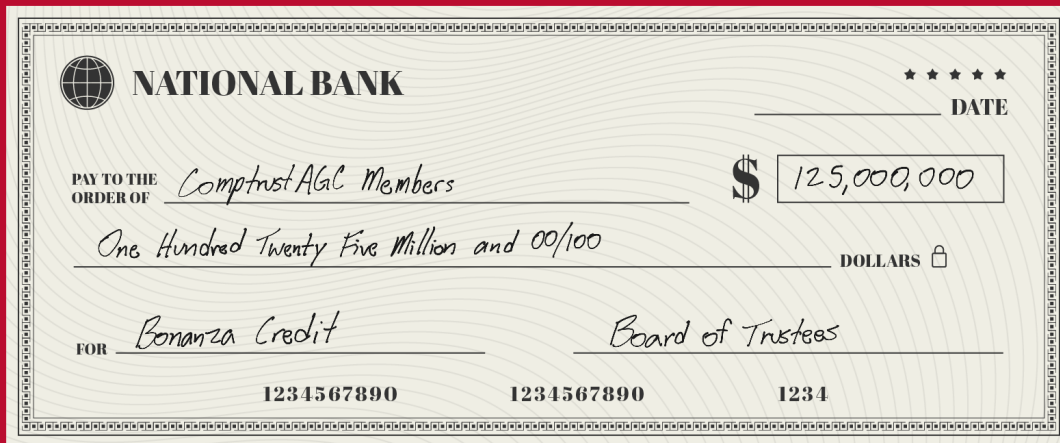 NATIONAL BANK
DATE
PAY TO THE ORDER OF Comptrust AGC Members $ 125,000,000
One Hundred Twenty Five Million and 00/100 DOLLARS
FOR Bonanza Credit Board of Trustees
1234567890 1234567890 1234